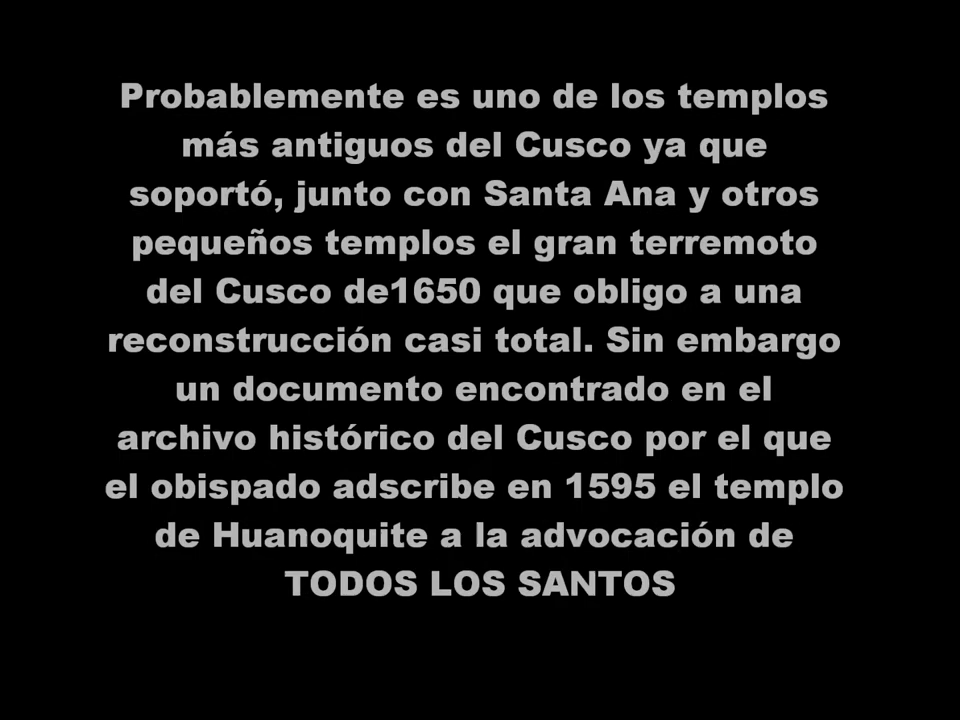 Probablemente es uno de los templos
más antiguos del Cusco ya que
soportó, junto con Santa Ana y otros
pequeños templos el gran terremoto
del Cusco de1650 que obligo a una
reconstrucción casi total. Sin embargo
un documento encontrado en el
archivo histórico del Cusco por el que
el obispado adscribe en 1595 el templo
de Huanoquite a la advocación de
TODOS LOS SANTOS